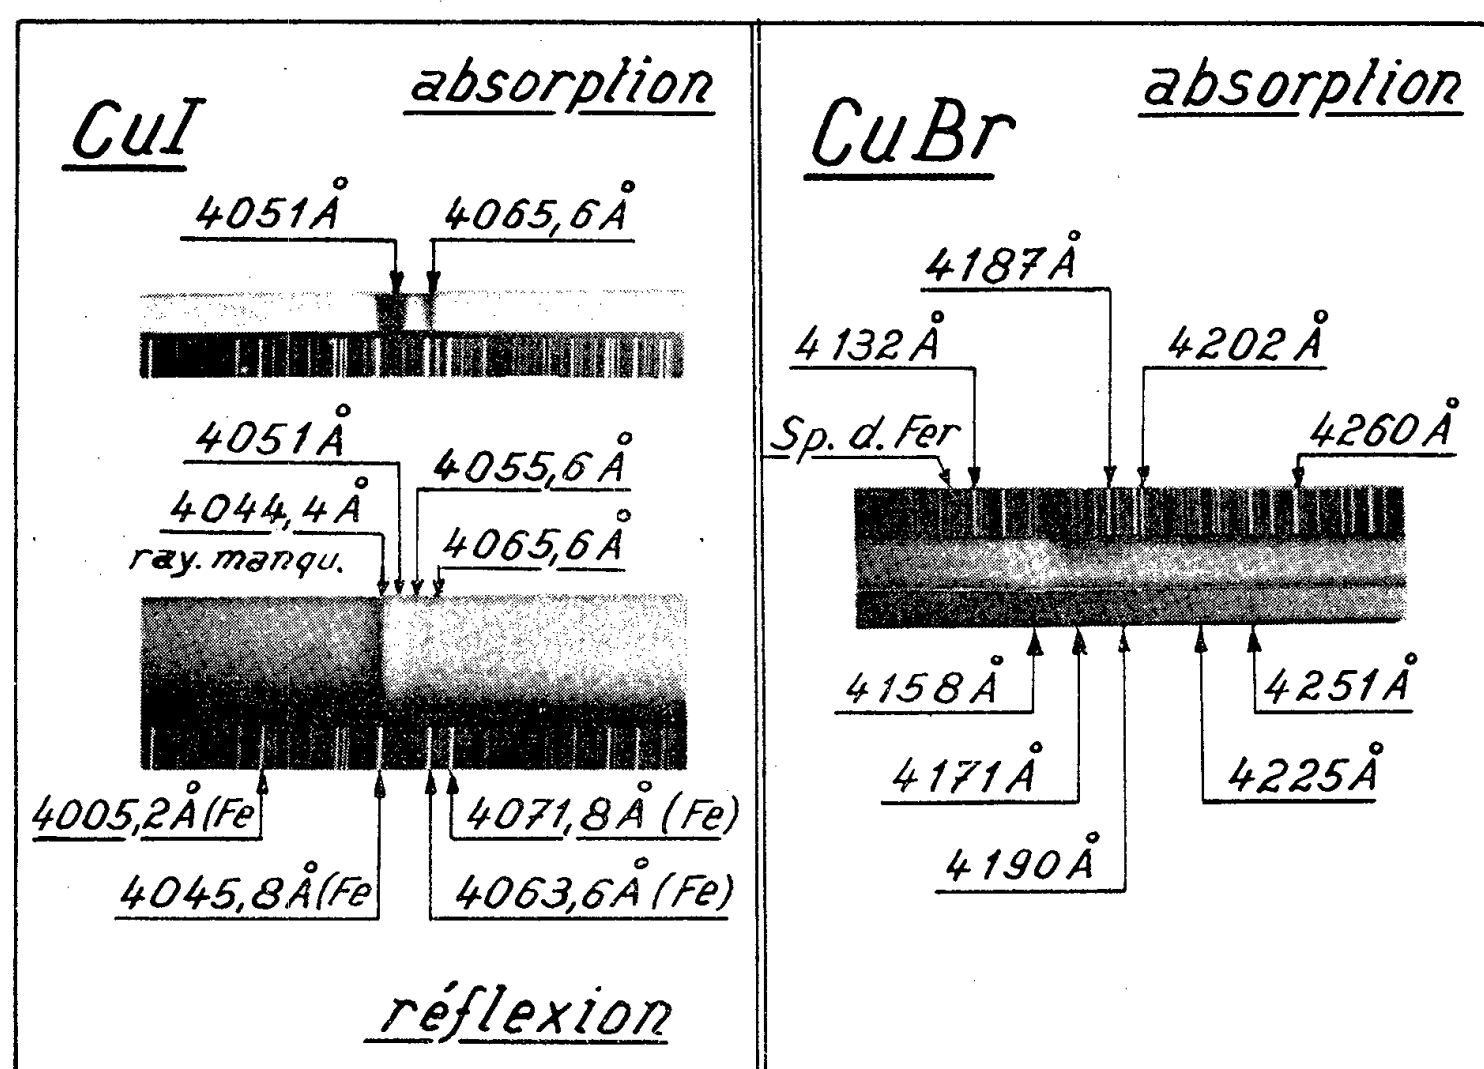 absorption
CuI
4051Å
4065,6Å
4051Å
4055,6Å
4044,4Å
ray. manqu.
4065,6Å
4005,2Å(Fe
4071,8Å (Fe)
4045,8Å(Fe
4063,6Å (Fe)
réflexion
absorption
CuBr
4187Å
4132Å
4202Å
Sp. d. Fer
4260Å
4158Å
4251Å
4171Å
4225Å
4190Å